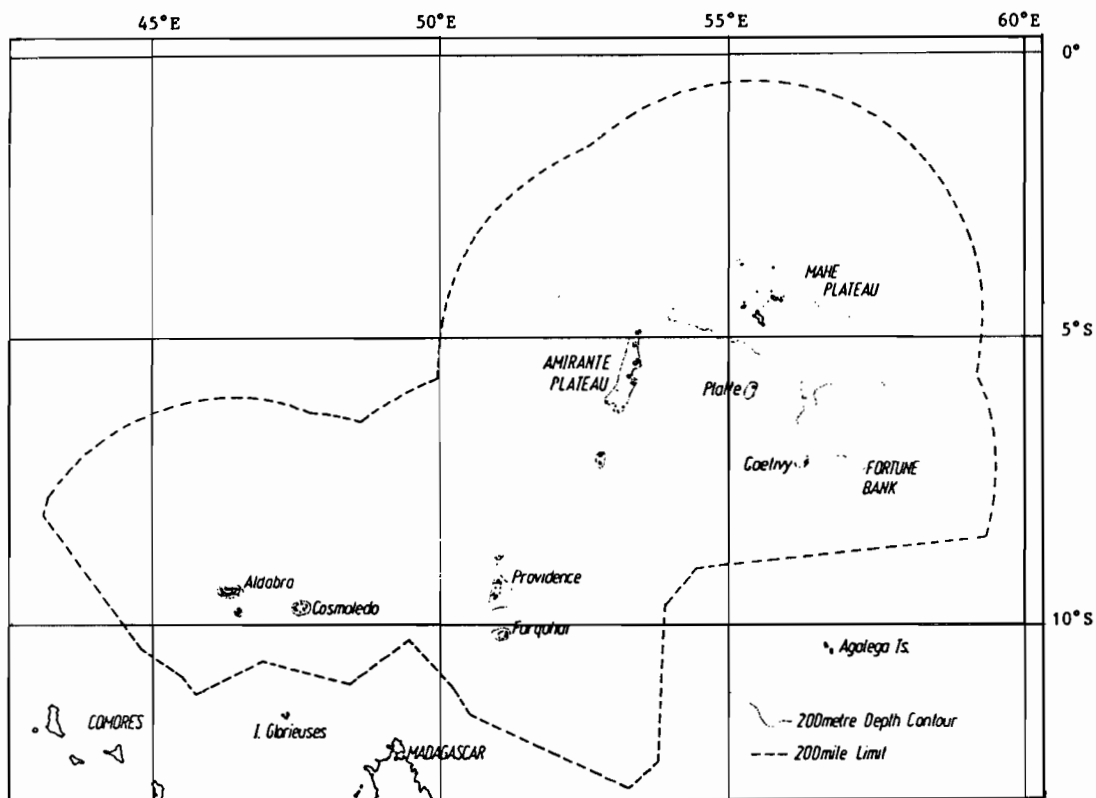 45°E 50°E 55°E 60°E
0°
MAHE
PLATEAU
5°S
AMIRANTE
PLATEAU
Platte
Coetivy
FORTUNE
BANK
Aldabra
Providence
Cosmoledo
Farquhar
10°S
Agalega Is.
COMORES
I. Glorieuses
200metre Depth Contour
MADAGASCAR
200mile Limit